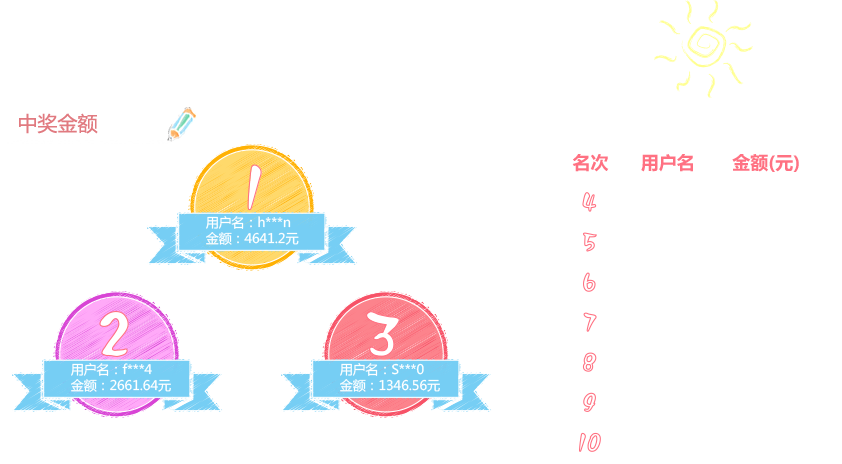 中奖金额
1
用户名：h***n
金额：4641.2元
2
用户名：f***4
金额：2661.64元
3
用户名：S***0
金额：1346.56元
名次 用户名 金额(元)
4
5
6
7
8
9
10